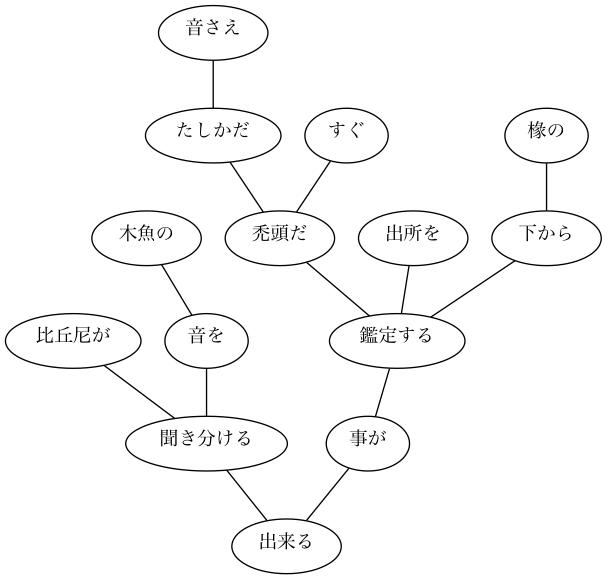 音さえ
たしかだ
すぐ
椽の
木魚の
禿頭だ
出所を
下から
比丘尼が
音を
鑑定する
聞き分ける
事が
出来る